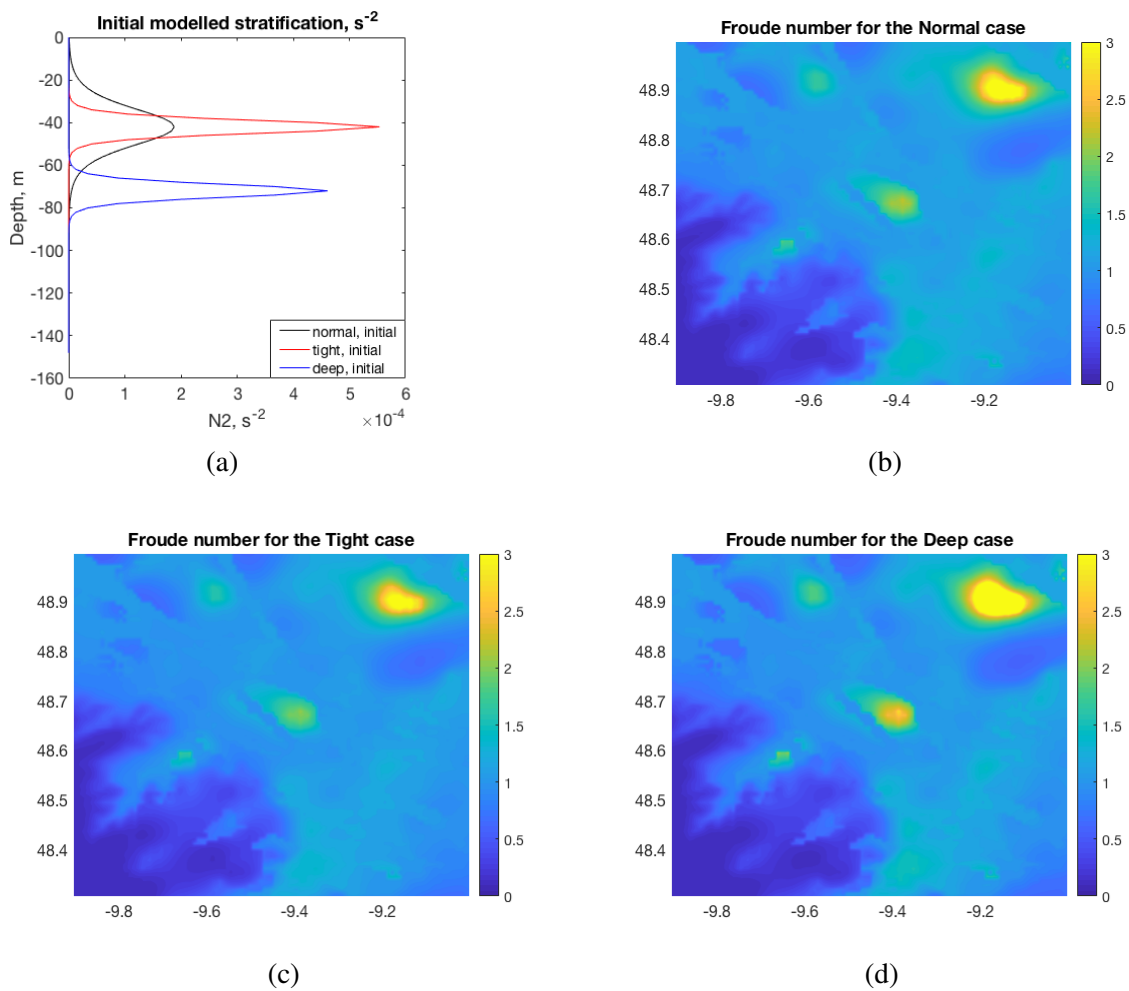 Initial modelled stratification, s-2
0
-20
-40
-60
-80
-100
-120
-140
-160
Depth, m
0 1 2 3 4 5 6
N2, s-2
×10-4
normal, initial
tight, initial
deep, initial
(a)
Froude number for the Normal case
48.9
48.8
48.7
48.6
48.5
48.4
-9.8 -9.6 -9.4 -9.2
3
2.5
2
1.5
1
0.5
0
(b)
Froude number for the Tight case
48.9
48.8
48.7
48.6
48.5
48.4
-9.8 -9.6 -9.4 -9.2
3
2.5
2
1.5
1
0.5
0
(c)
Froude number for the Deep case
48.9
48.8
48.7
48.6
48.5
48.4
-9.8 -9.6 -9.4 -9.2
3
2.5
2
1.5
1
0.5
0
(d)